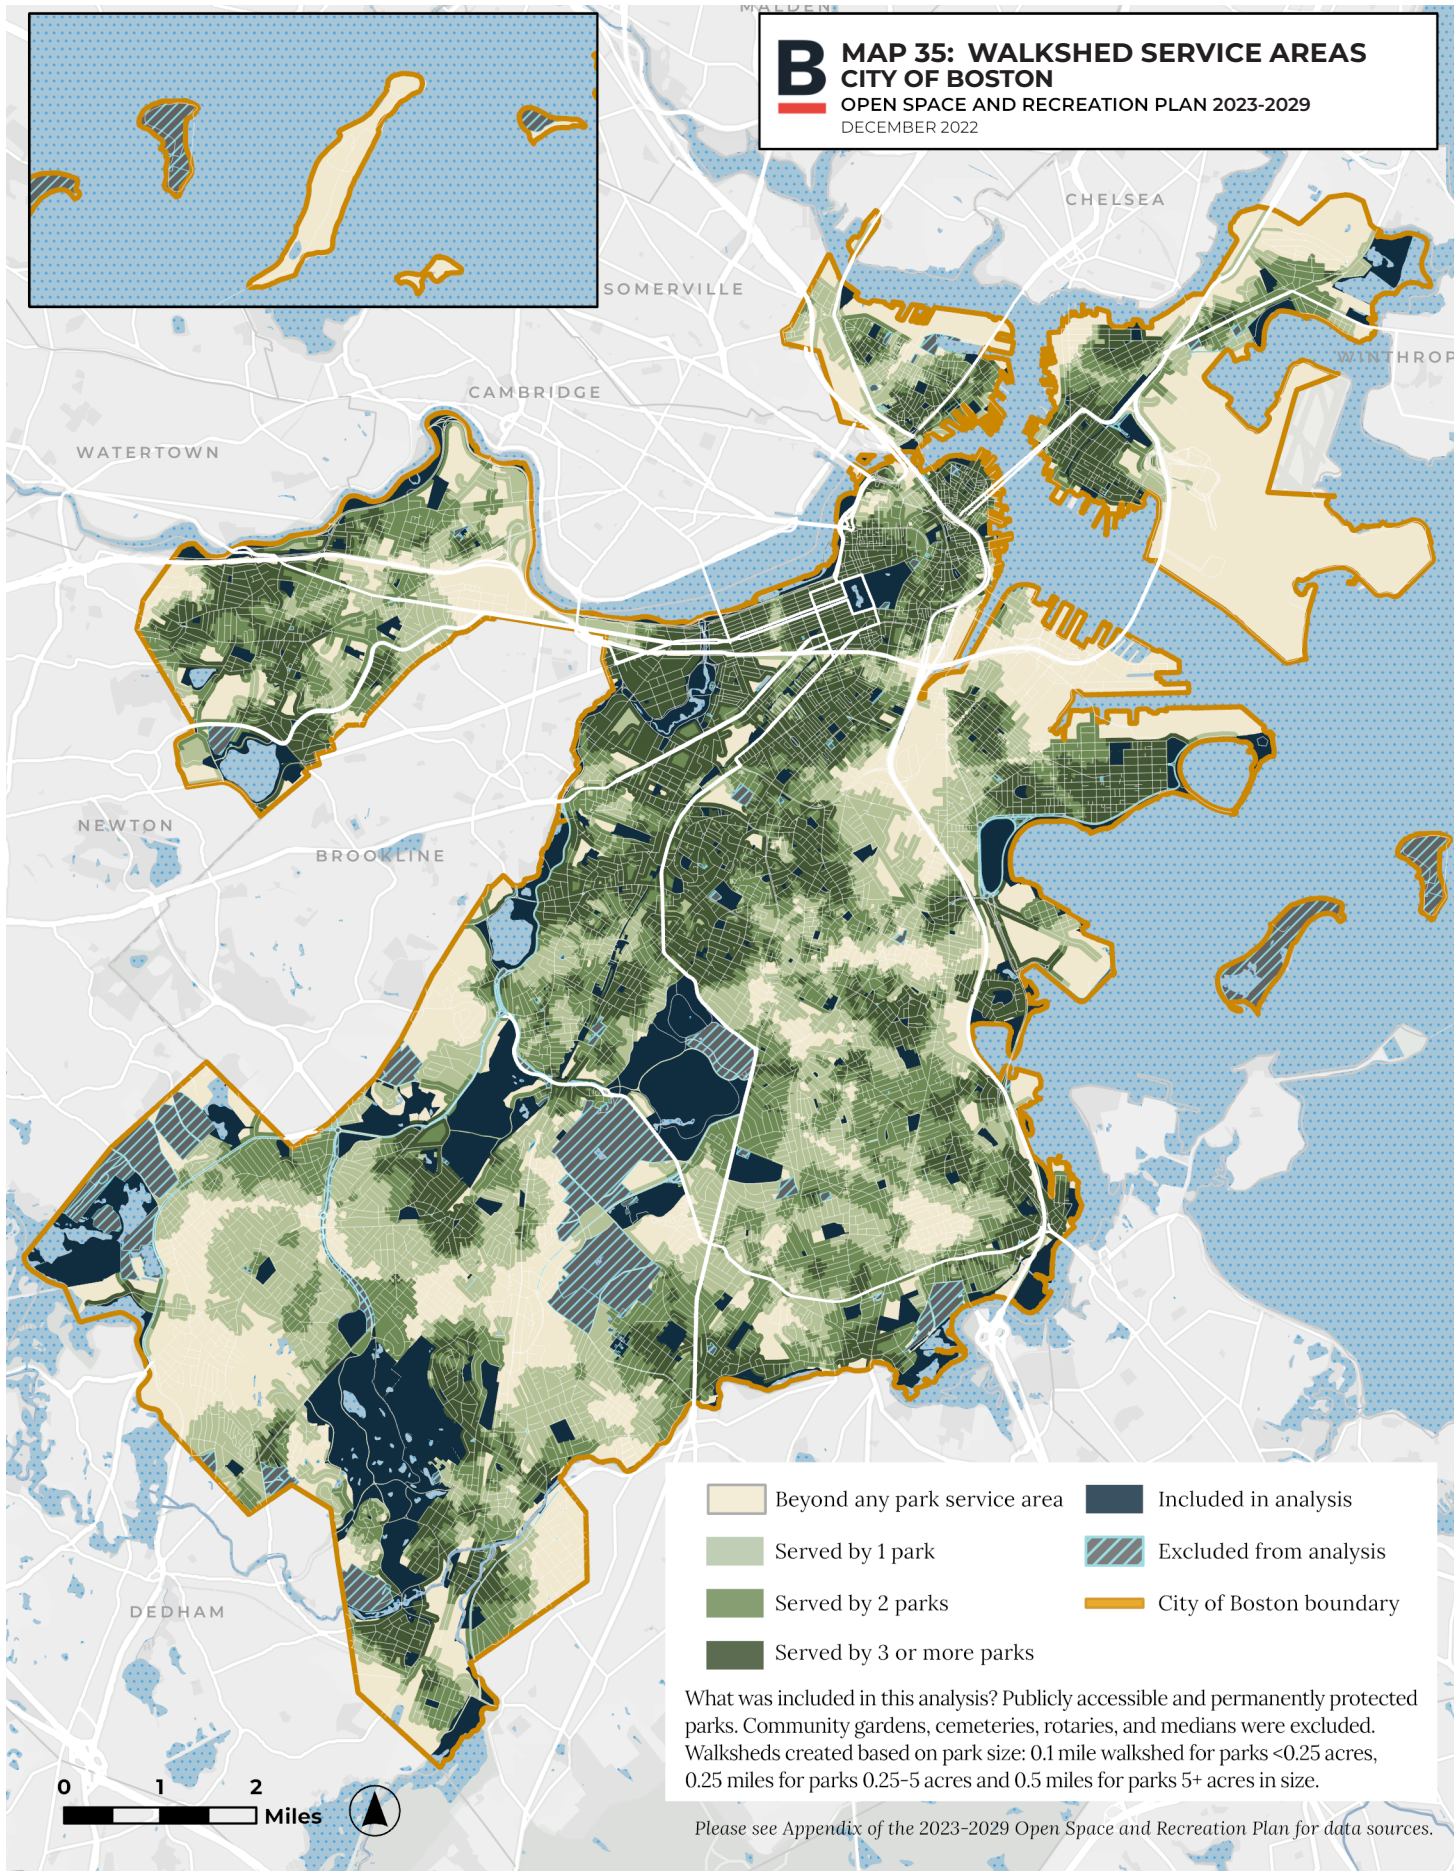 MALDEN
B
MAP 35: WALKSHED SERVICE AREAS
CITY OF BOSTON
OPEN SPACE AND RECREATION PLAN 2023-2029
DECEMBER 2022
CHELSEA
SOMERVILLE
WINTHROP
CAMBRIDGE
WATERTOWN
NEWTON
BROOKLINE
DEDHAM
Beyond any park service area
Served by 1 park
Served by 2 parks
Served by 3 or more parks
Included in analysis
Excluded from analysis
City of Boston boundary
What was included in this analysis? Publicly accessible and permanently protected
parks. Community gardens, cemeteries, rotaries, and medians were excluded.
Walksheds created based on park size: 0.1 mile walkshed for parks <0.25 acres,
0.25 miles for parks 0.25-5 acres and 0.5 miles for parks 5+ acres in size.
0 1 2
Miles
Please see Appendix of the 2023-2029 Open Space and Recreation Plan for data sources.